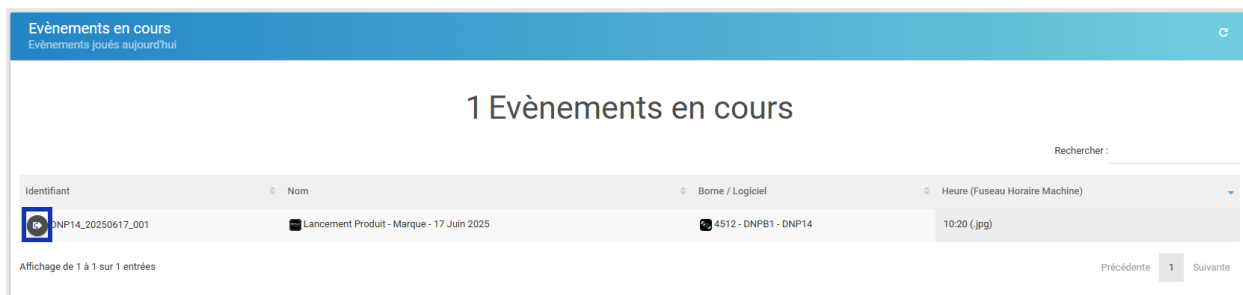 Evènements en cours
Evènements joués aujourd'hui
1 Evènements en cours
Rechercher :
Identifiant Nom Borne / Logiciel Heure (Fuseau Horaire Machine)
DNP14_20250617_001 Lancement Produit - Marque - 17 Juin 2025 4512 - DNPB1 - DNP14 10:20 (.jpg)
Affichage de 1 à 1 sur 1 entrées Précédente 1 Suivante